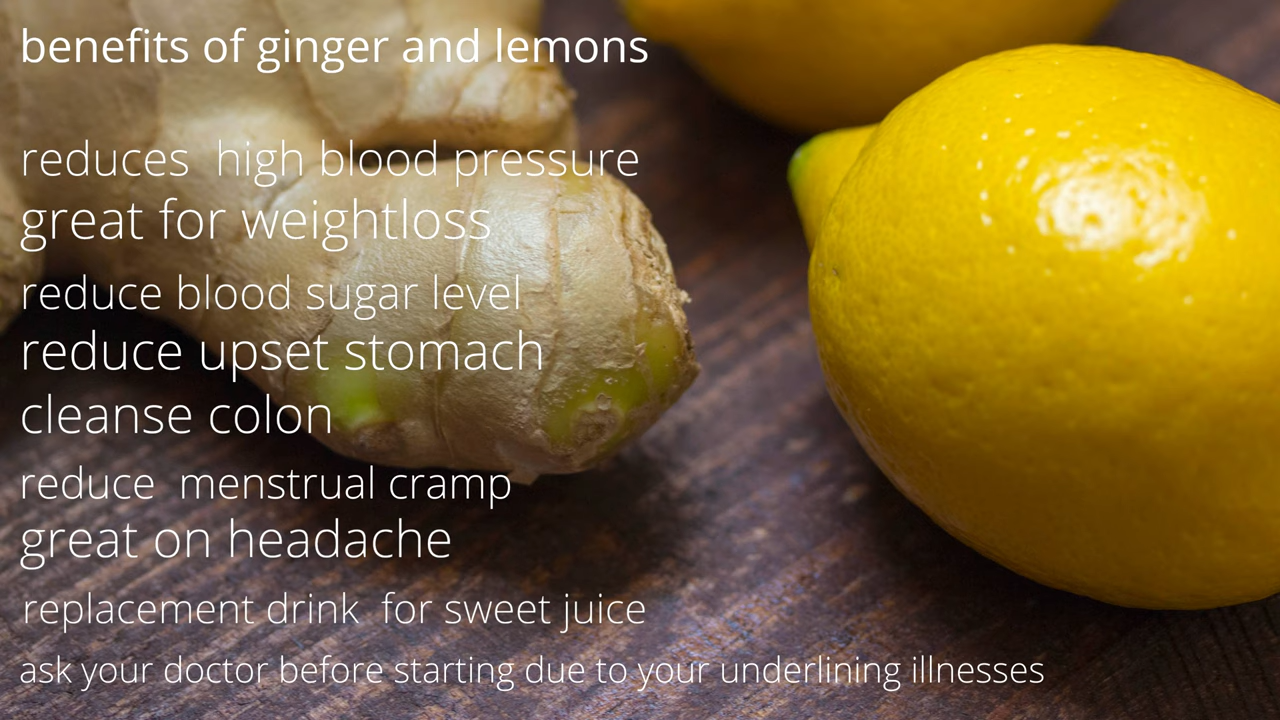 benefits of ginger and lemons
reduces high blood pressure
great for weightloss
reduce blood sugar level
reduce upset stomach
cleanse colon
reduce menstrual cramp
great on headache
replacement drink for sweet juice
ask your doctor before starting due to your underlining illnesses